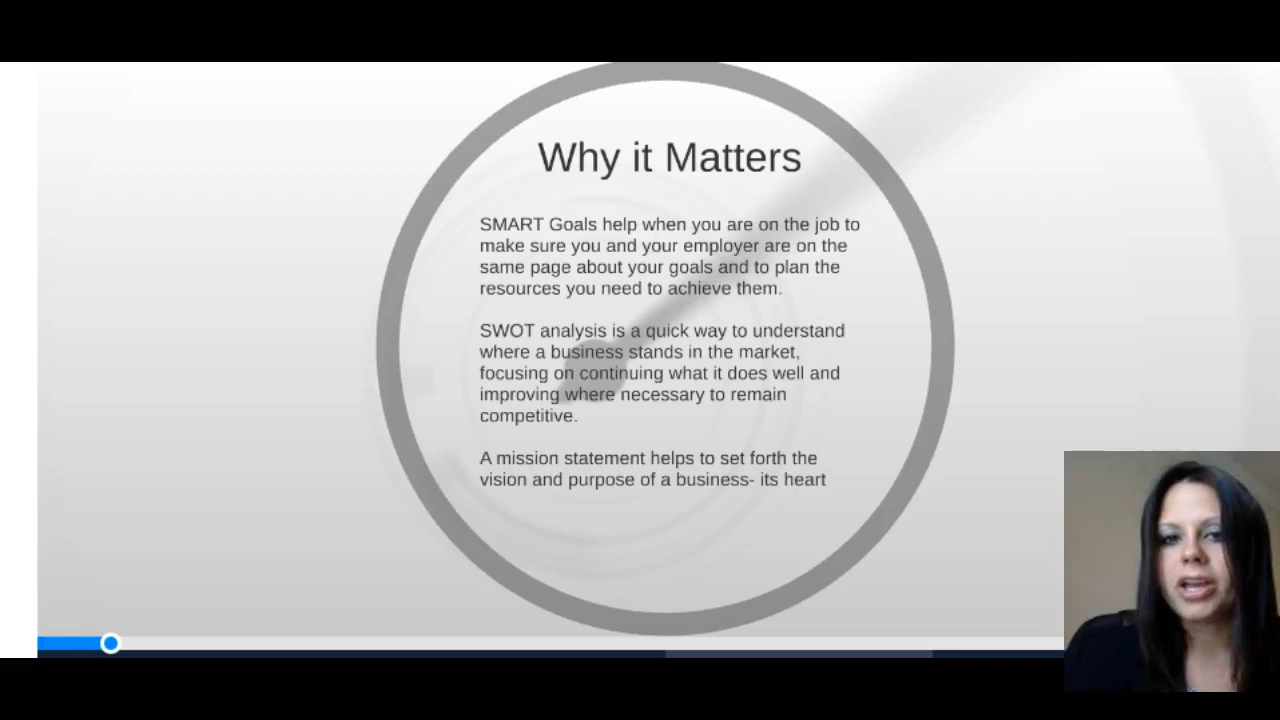 Why it Matters
SMART Goals help when you are on the job to
make sure you and your employer are on the
same page about your goals and to plan the
resources you need to achieve them.
SWOT analysis is a quick way to understand
where a business stands in the market,
focusing on continuing what it does well and
improving where necessary to remain
competitive.
A mission statement helps to set forth the
vision and purpose of a business- its heart